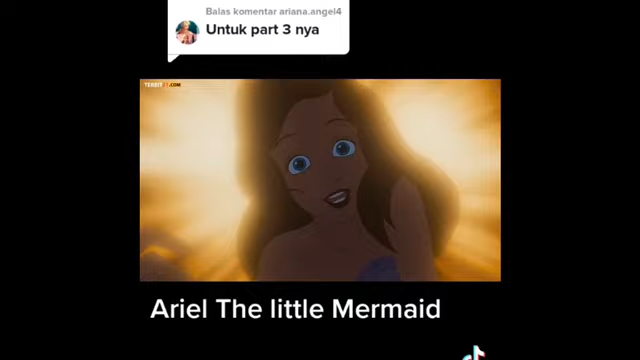 Balas komentar ariana.angel4
Untuk part 3 nya
Ariel The little Mermaid